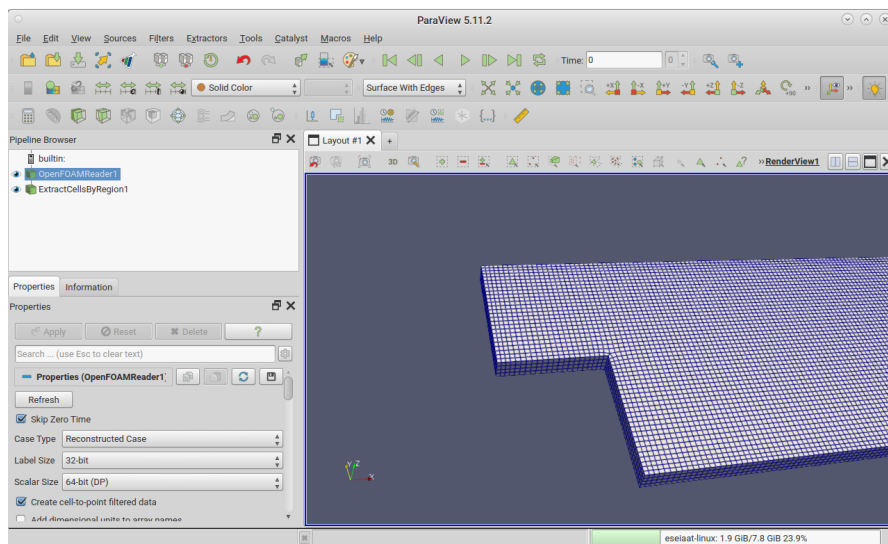 ParaView 5.11.2
File Edit View Sources Filters Extractors Tools Catalyst Macros Help
Time: 0 0
Solid Color Surface With Edges +X -X +Y -Y +Z -Z +90 »  »
Pipeline Browser
Layout #1 +
builtin:
OpenFOAMReader1
ExtractCellsByRegion1
3D » RenderView1
Properties Information
Properties
Apply Reset Delete ?
Search ... (use Esc to clear text)
Properties (OpenFOAMReader1)
Refresh
Skip Zero Time
Case Type Reconstructed Case
Label Size 32-bit
Scalar Size 64-bit (DP)
Create cell-to-point filtered data
Add dimensional units to array names
Y Z X
eseiaat-linux: 1.9 GiB/7.8 GiB 23.9%